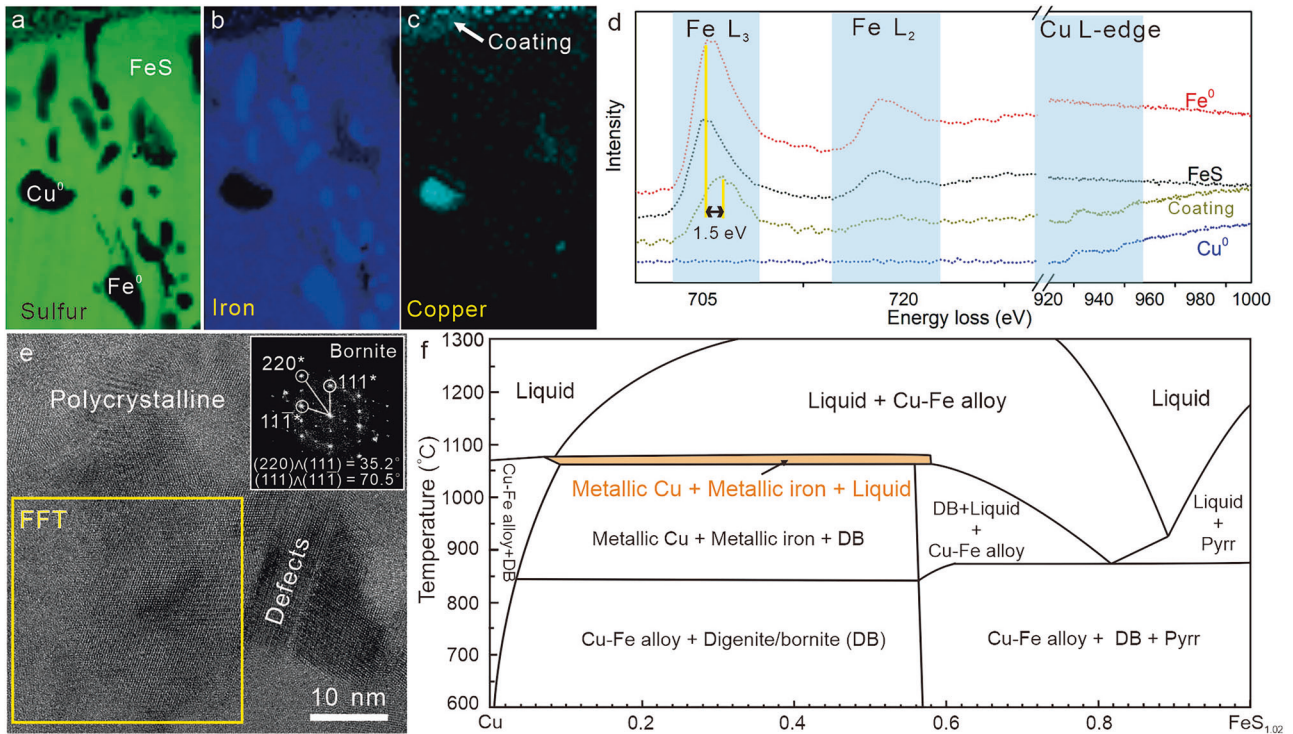 a
FeS
Cu⁰
Fe⁰
Sulfur
b
Iron
c
Coating
Copper
d
Fe L₃
Fe L₂
Cu L-edge
Intensity
Fe⁰
FeS
Coating
Cu⁰
1.5 eV
705
720
920
940
960
980
1000
Energy loss (eV)
e
Polycrystalline
Bornite
220*
111*
111̄*
(220)∧(111̄) = 35.2°
(111)∧(111̄) = 70.5°
FFT
Defects
10 nm
f
Temperature (°C)
1300
1200
1100
1000
900
800
700
600
Liquid
Liquid + Cu-Fe alloy
Liquid
Cu-Fe alloy+DB
Metallic Cu + Metallic iron + Liquid
Metallic Cu + Metallic iron + DB
DB+Liquid
+
Cu-Fe alloy
Liquid
+
Pyrr
Cu-Fe alloy + Digenite/bornite (DB)
Cu-Fe alloy + DB + Pyrr
Cu
0.2
0.4
0.6
0.8
FeS₁.₀₂